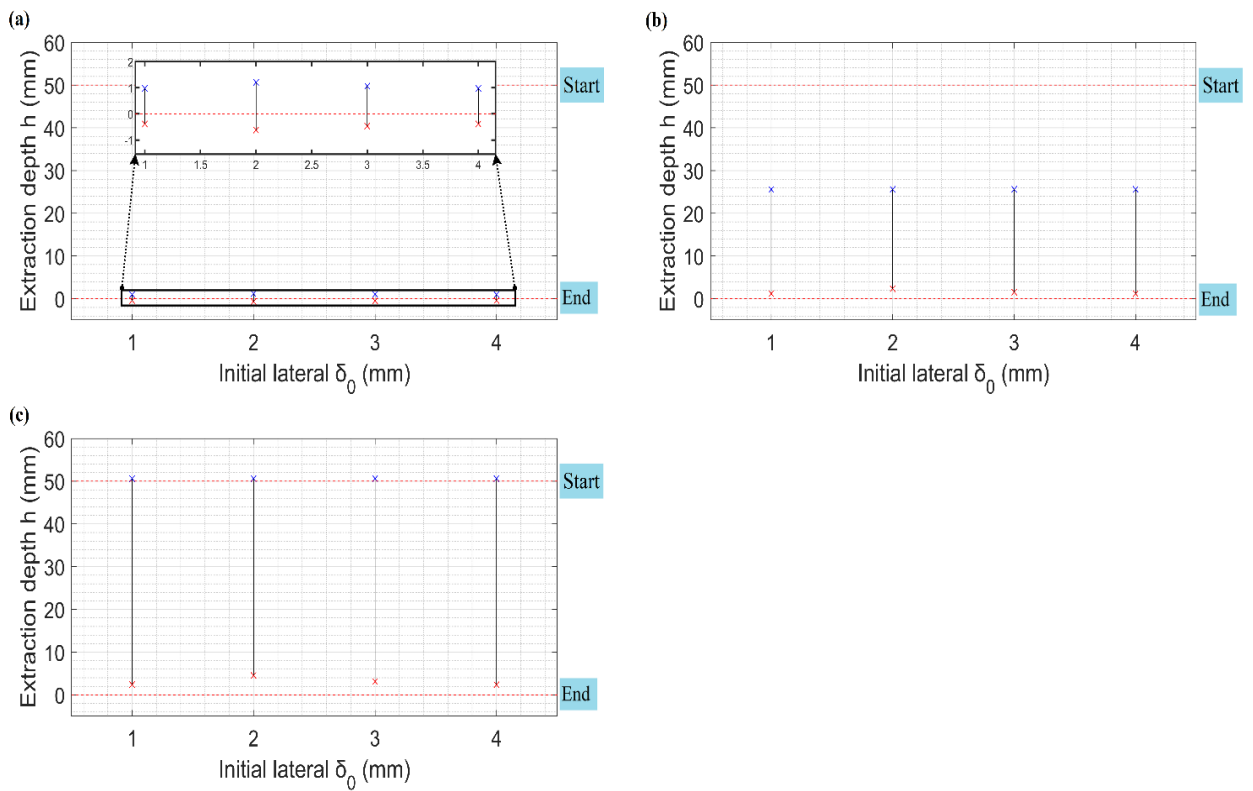 (a)
60
50
40
30
20
10
0
Extraction depth h (mm)
2
1
0
-1
1 1.5 2 2.5 3 3.5 4
Start
End
1 2 3 4
Initial lateral δ0 (mm)
(b)
60
50
40
30
20
10
0
Extraction depth h (mm)
Start
End
1 2 3 4
Initial lateral δ0 (mm)
(c)
60
50
40
30
20
10
0
Extraction depth h (mm)
Start
End
1 2 3 4
Initial lateral δ0 (mm)